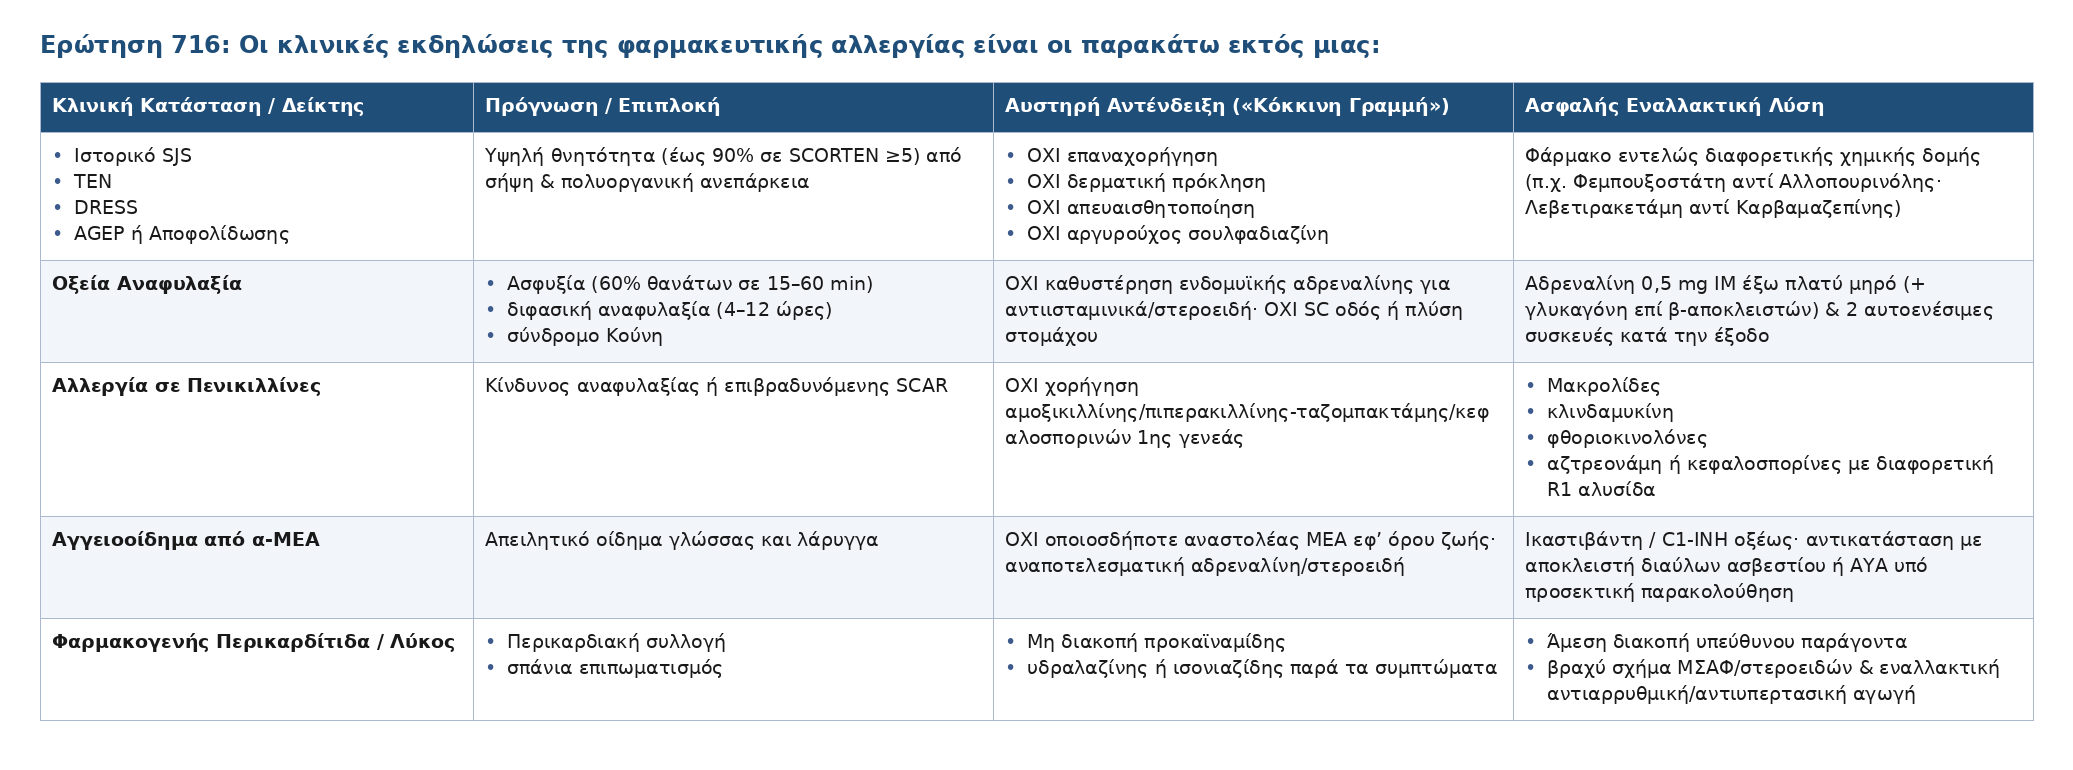 Ερώτηση 716: Οι κλινικές εκδηλώσεις της φαρμακευτικής αλλεργίας είναι οι παρακάτω εκτός μιας:
Κλινική Κατάσταση / Δείκτης
Πρόγνωση / Επιπλοκή
Αυστηρή Αντένδειξη («Κόκκινη Γραμμή»)
Ασφαλής Εναλλακτική Λύση
• Ιστορικό SJS
• TEN
• DRESS
• AGEP ή Αποφολίδωσης
Υψηλή θνητότητα (έως 90% σε SCORTEN ≥5) από
σήψη & πολυοργανική ανεπάρκεια
• ΟΧΙ επαναχορήγηση
• ΟΧΙ δερματική πρόκληση
• ΟΧΙ απευαισθητοποίηση
• ΟΧΙ αργυρούχος σουλφαδιαζίνη
Φάρμακο εντελώς διαφορετικής χημικής δομής
(π.χ. Φεμπουξοστάτη αντί Αλλοπουρινόλης·
Λεβετιρακετάμη αντί Καρβαμαζεπίνης)
Οξεία Αναφυλαξία
• Ασφυξία (60% θανάτων σε 15–60 min)
• διφασική αναφυλαξία (4–12 ώρες)
• σύνδρομο Κούνη
ΟΧΙ καθυστέρηση ενδομυϊκής αδρεναλίνης για
αντιισταμινικά/στεροειδή· ΟΧΙ SC οδός ή πλύση
στομάχου
Αδρεναλίνη 0,5 mg IM έξω πλατύ μηρό (+
γλυκαγόνη επί β-αποκλειστών) & 2 αυτοενέσιμες
συσκευές κατά την έξοδο
Αλλεργία σε Πενικιλλίνες
Κίνδυνος αναφυλαξίας ή επιβραδυνόμενης SCAR
ΟΧΙ χορήγηση
αμοξικιλλίνης/πιπερακιλλίνης-ταζομπακτάμης/κεφ
αλοσπορινών 1ης γενεάς
• Μακρολίδες
• κλινδαμυκίνη
• φθοριοκινολόνες
• αζτρεονάμη ή κεφαλοσπορίνες με διαφορετική
R1 αλυσίδα
Αγγειοοίδημα από α-ΜΕΑ
Απειλητικό οίδημα γλώσσας και λάρυγγα
ΟΧΙ οποιοσδήποτε αναστολέας ΜΕΑ εφ’ όρου ζωής·
αναποτελεσματική αδρεναλίνη/στεροειδή
Ικαστιβάντη / C1-INH οξέως· αντικατάσταση με
αποκλειστή διαύλων ασβεστίου ή ΑΥΑ υπό
προσεκτική παρακολούθηση
Φαρμακογενής Περικαρδίτιδα / Λύκος
• Περικαρδιακή συλλογή
• σπάνια επιπωματισμός
• Μη διακοπή προκαϊναμίδης
• υδραλαζίνης ή ισονιαζίδης παρά τα συμπτώματα
• Άμεση διακοπή υπεύθυνου παράγοντα
• βραχύ σχήμα ΜΣΑΦ/στεροειδών & εναλλακτική
αντιαρρυθμική/αντιυπερτασική αγωγή